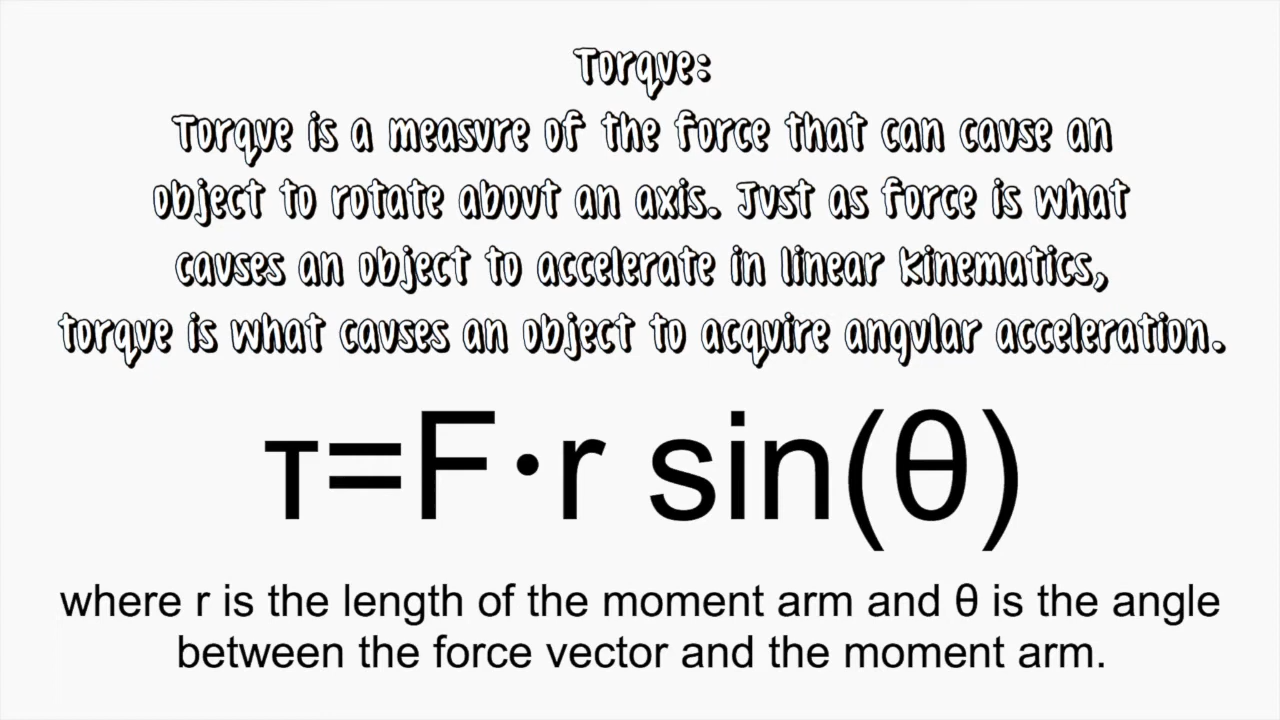 Torque:
Torque is a measure of the force that can cause an
object to rotate about an axis. Just as force is what
causes an object to accelerate in linear kinematics,
torque is what causes an object to acquire angular acceleration.
τ=F·r sin(θ)
where r is the length of the moment arm and θ is the angle
between the force vector and the moment arm.